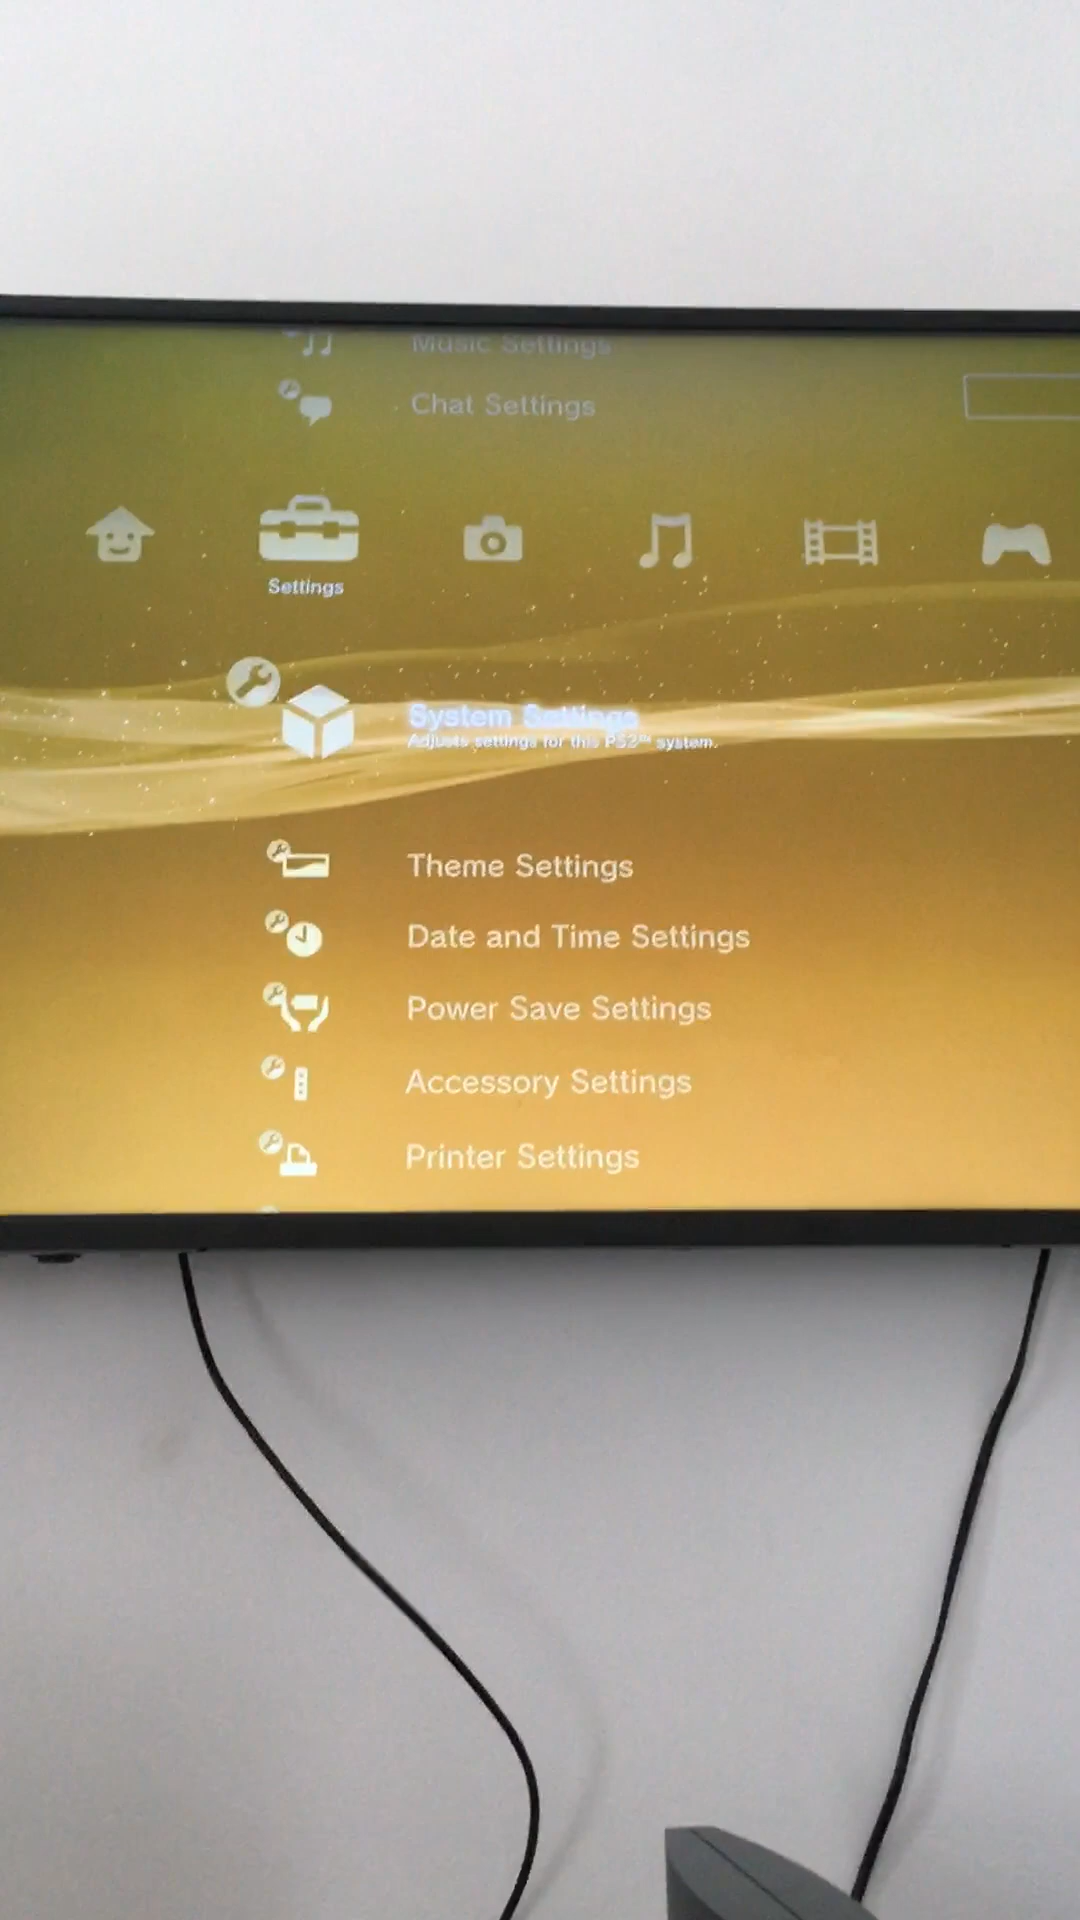 Music Settings
Chat Settings
Settings
System Settings
Adjusts settings for this PS3™ system.
Theme Settings
Date and Time Settings
Power Save Settings
Accessory Settings
Printer Settings